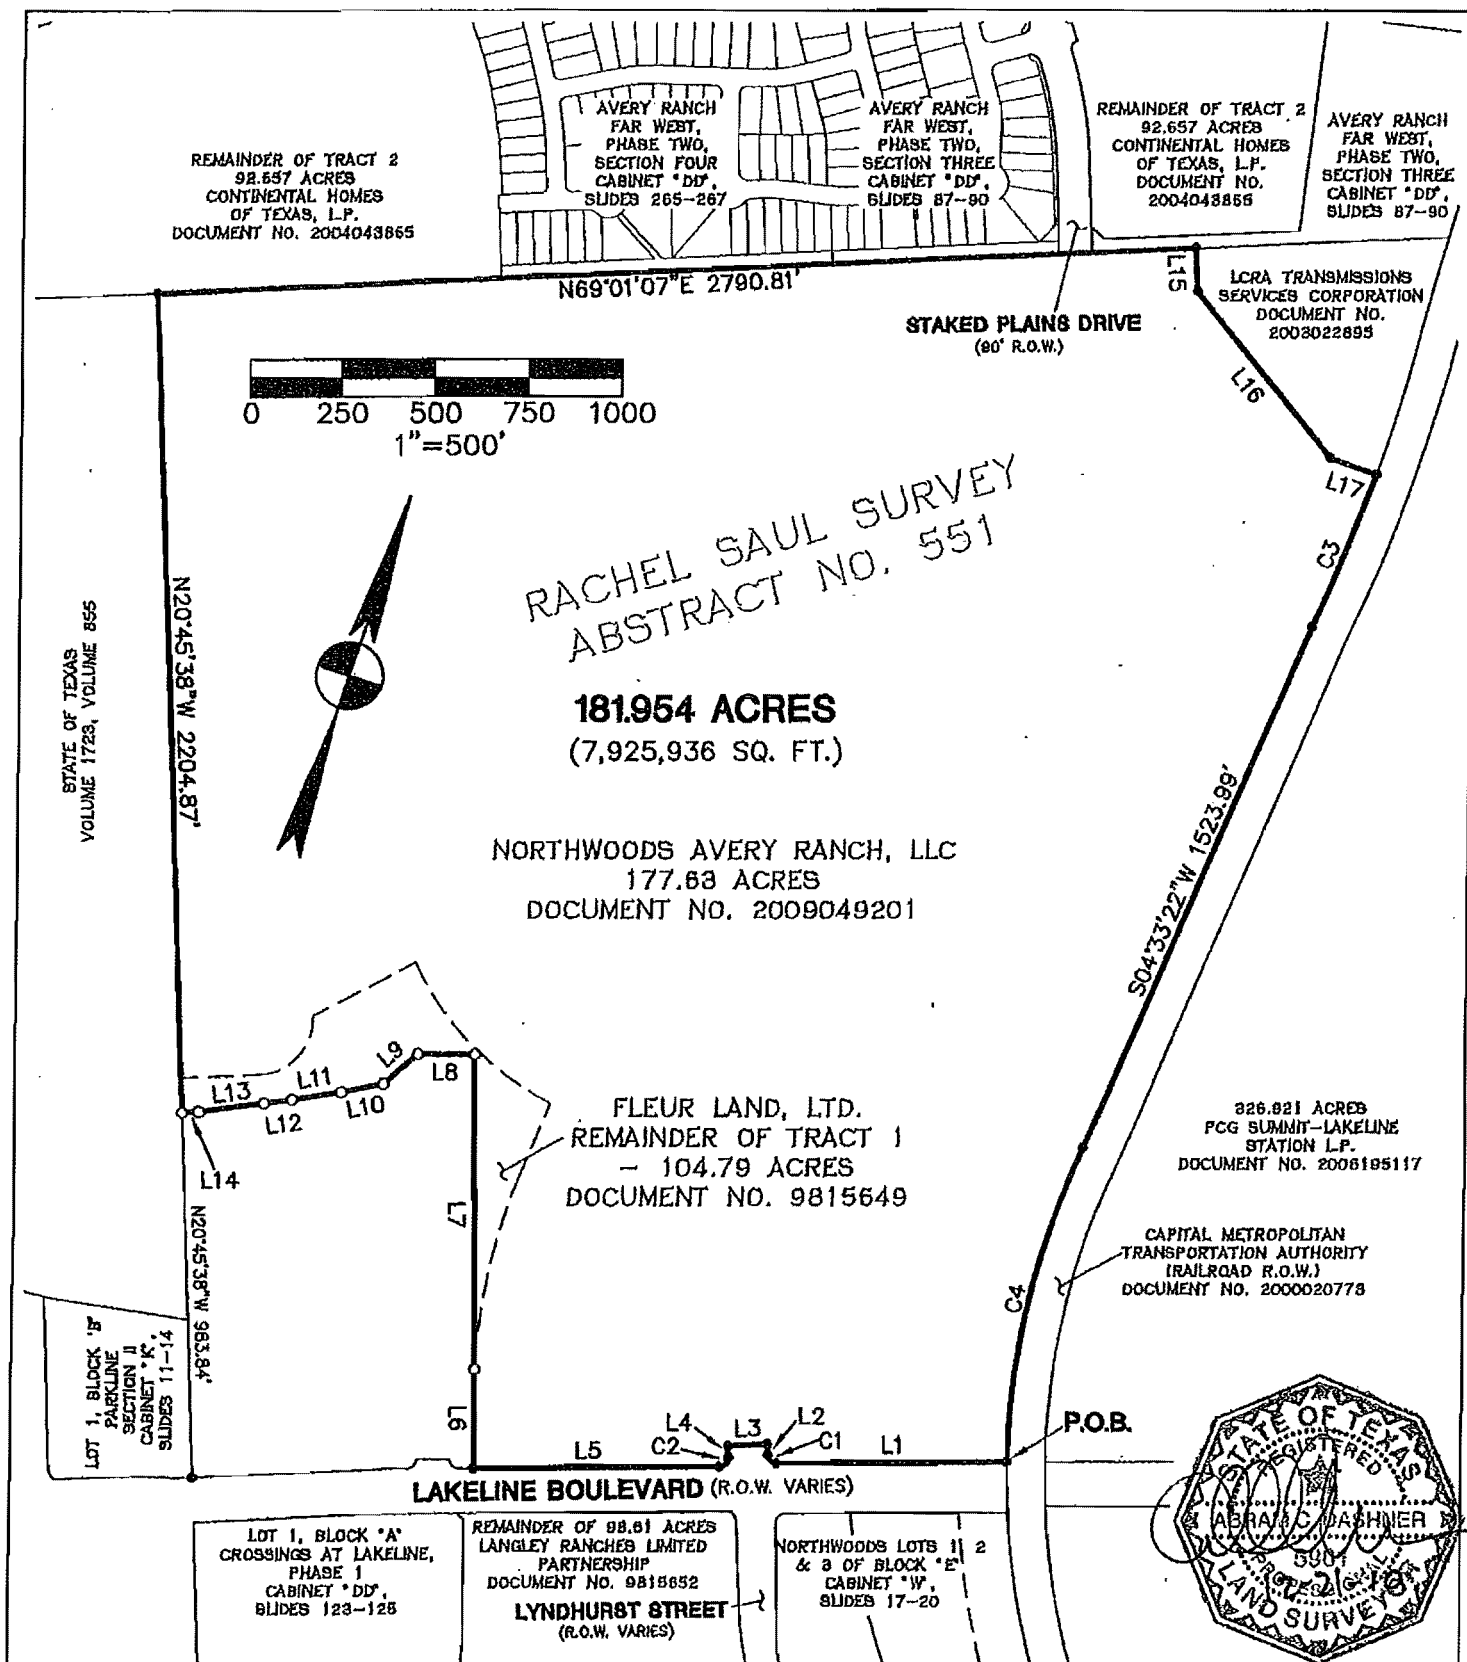 REMAINDER OF TRACT 2
92.657 ACRES
CONTINENTAL HOMES
OF TEXAS, L.P.
DOCUMENT NO. 2004043865
AVERY RANCH
FAR WEST,
PHASE TWO,
SECTION FOUR
CABINET "DD",
SLIDES 265-267
AVERY RANCH
FAR WEST,
PHASE TWO,
SECTION THREE
CABINET "DD",
SLIDES 87-90
REMAINDER OF TRACT 2
92.657 ACRES
CONTINENTAL HOMES
OF TEXAS, L.P.
DOCUMENT NO.
2004043865
AVERY RANCH
FAR WEST,
PHASE TWO,
SECTION THREE
CABINET "DD",
SLIDES 87-90
N69°01'07"E 2790.81'
L15
LCRA TRANSMISSIONS
SERVICES CORPORATION
DOCUMENT NO.
2003022895
STAKED PLAINS DRIVE
(80' R.O.W.)
0 250 500 750 1000
1"=500'
L16
L17
C3
RACHEL SAUL SURVEY
ABSTRACT NO. 551
N20°45'38"W 2204.87'
STATE OF TEXAS
VOLUME 1723, VOLUME 855
181.954 ACRES
(7,925,936 SQ. FT.)
S04°33'22"W 1523.99'
NORTHWOODS AVERY RANCH, LLC
177.63 ACRES
DOCUMENT NO. 2009049201
L9
L8
L13
L11
L12
L10
L14
FLEUR LAND, LTD.
REMAINDER OF TRACT 1
- 104.79 ACRES
DOCUMENT NO. 9815649
326.821 ACRES
PCG SUMMIT-LAKELINE
STATION L.P.
DOCUMENT NO. 2006195117
L7
N20°45'38"W 963.84'
CAPITAL METROPOLITAN
TRANSPORTATION AUTHORITY
(RAILROAD R.O.W.)
DOCUMENT NO. 2000020773
C4
LOT 1, BLOCK "B"
PARKLINE
SECTION II
CABINET "K",
SLIDES 11-14
L6
L5
L4
C2
L3
L2
C1
L1
P.O.B.
LAKELINE BOULEVARD (R.O.W. VARIES)
LOT 1, BLOCK "A"
CROSSINGS AT LAKELINE,
PHASE 1
CABINET "DD",
SLIDES 123-125
REMAINDER OF 98.61 ACRES
LANGLEY RANCHES LIMITED
PARTNERSHIP
DOCUMENT NO. 9815652
LYNDHURST STREET
(R.O.W. VARIES)
NORTHWOODS LOTS 1, 2
& 3 OF BLOCK "E"
CABINET "W",
SLIDES 17-20
STATE OF TEXAS
REGISTERED
ABRAM C. DASHNER
5901
PROFESSIONAL
LAND SURVEYOR